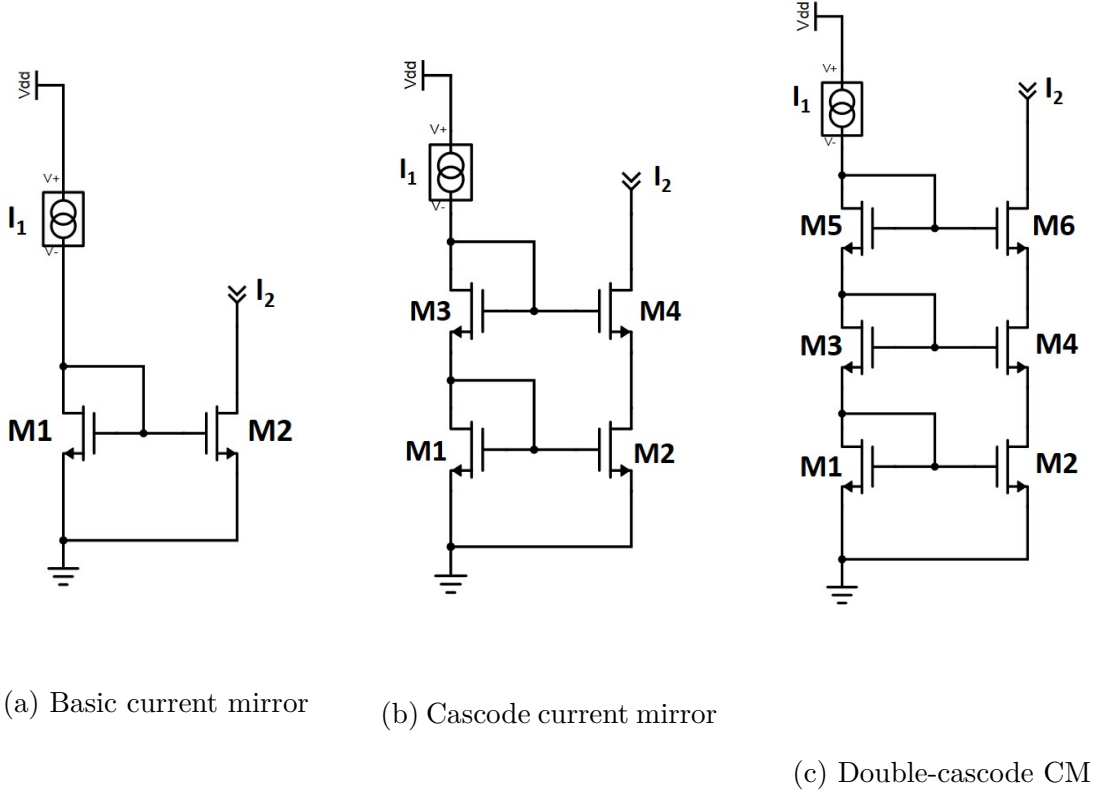 Vdd
V+
I1
V-
I2
M1
M2
(a) Basic current mirror
Vdd
V+
I1
V-
I2
M3
M4
M1
M2
(b) Cascode current mirror
Vdd
V+
I1
V-
I2
M5
M6
M3
M4
M1
M2
(c) Double-cascode CM